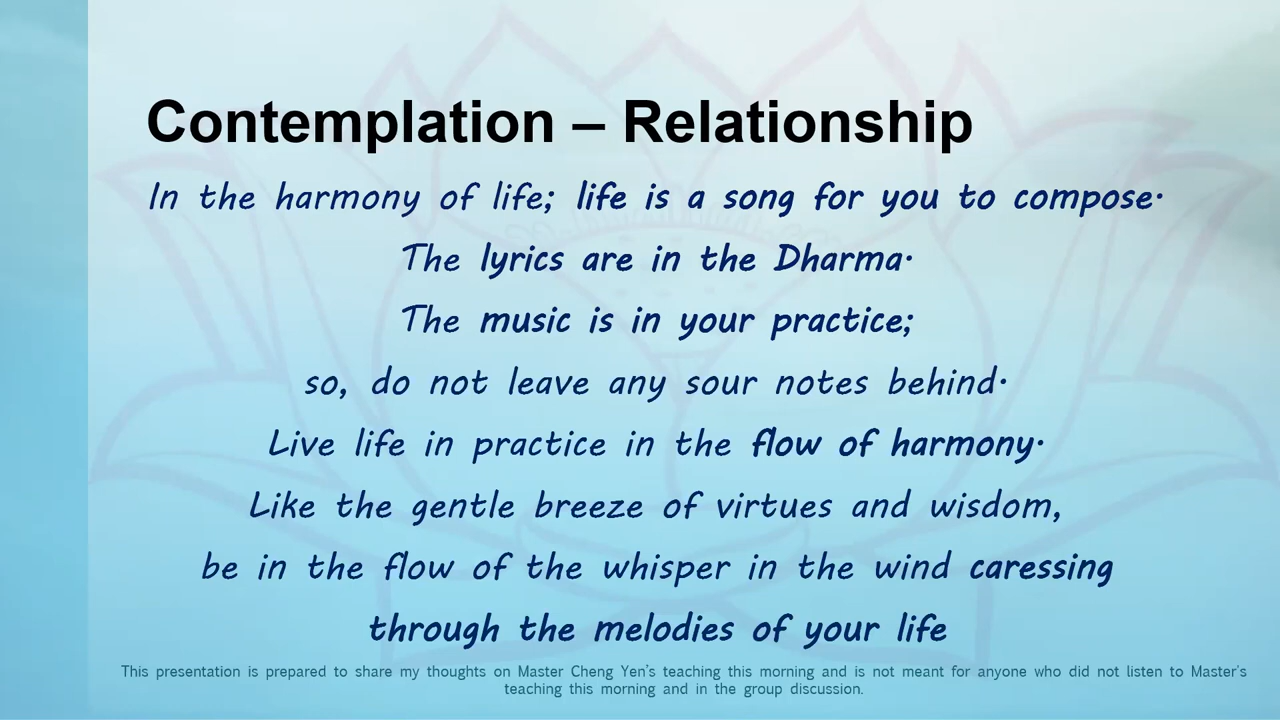 Contemplation – Relationship
In the harmony of life; life is a song for you to compose.
The lyrics are in the Dharma.
The music is in your practice;
so, do not leave any sour notes behind.
Live life in practice in the flow of harmony.
Like the gentle breeze of virtues and wisdom,
be in the flow of the whisper in the wind caressing
through the melodies of your life
This presentation is prepared to share my thoughts on Master Cheng Yen's teaching this morning and is not meant for anyone who did not listen to Master's
teaching this morning and in the group discussion.